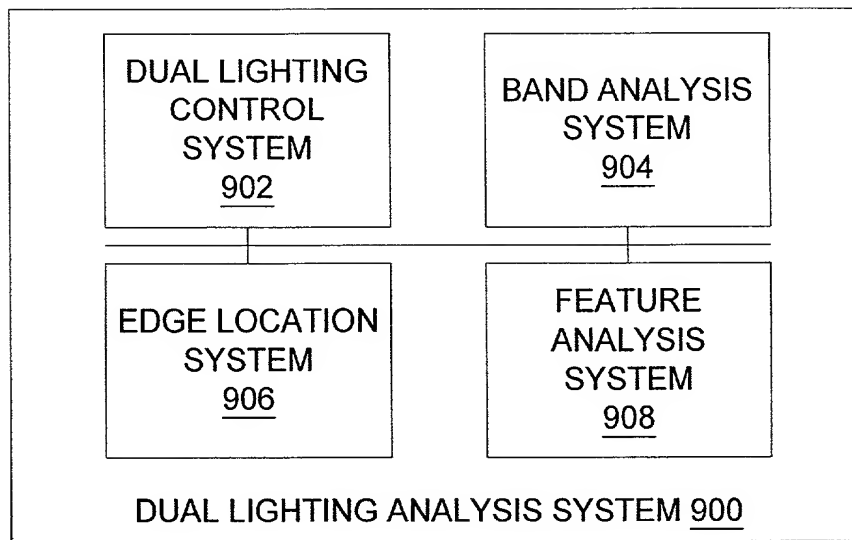 DUAL LIGHTING
CONTROL
SYSTEM
902
BAND ANALYSIS
SYSTEM
904
EDGE LOCATION
SYSTEM
906
FEATURE
ANALYSIS
SYSTEM
908
DUAL LIGHTING ANALYSIS SYSTEM 900